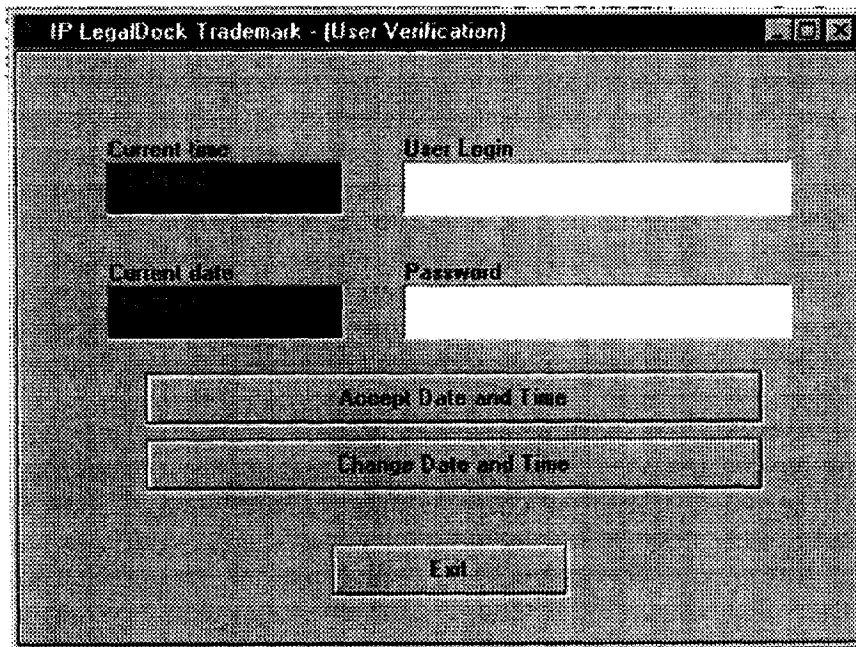 IP LegalDock Trademark - (User Verification)
Current time
User Login
Current date
Password
Accept Date and Time
Change Date and Time
Exit